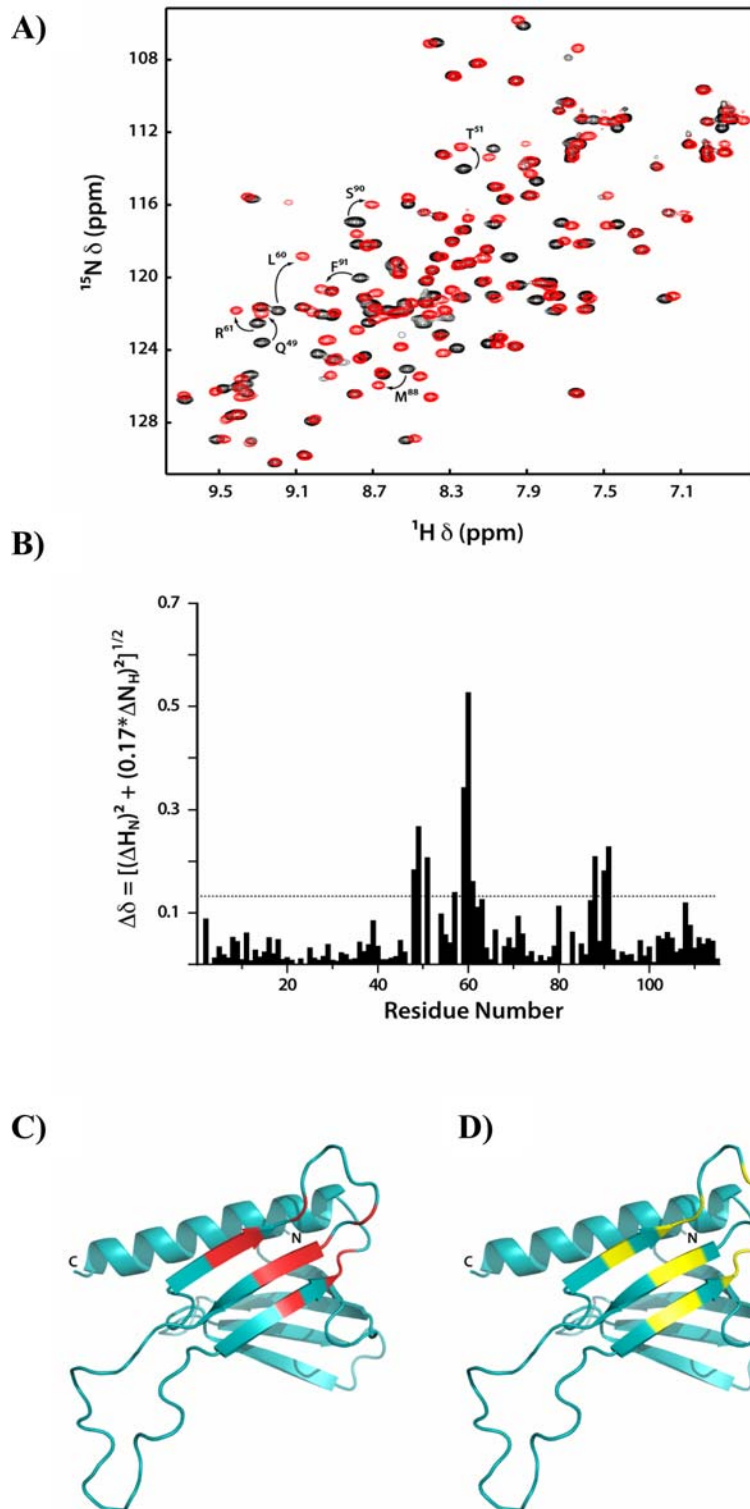 A)
108
112
116
120
124
128
¹⁵N δ (ppm)
T⁵¹
S⁹⁰
L⁶⁰
F⁹¹
R⁶¹
Q⁴⁹
M⁸⁸
9.5 9.1 8.7 8.3 7.9 7.5 7.1
¹H δ (ppm)
B)
0.7
0.5
0.3
0.1
Δδ = [(ΔH_N)² + (0.17*ΔN_H)²]^1/2
20 40 60 80 100
Residue Number
C) D)
N
C
N
C